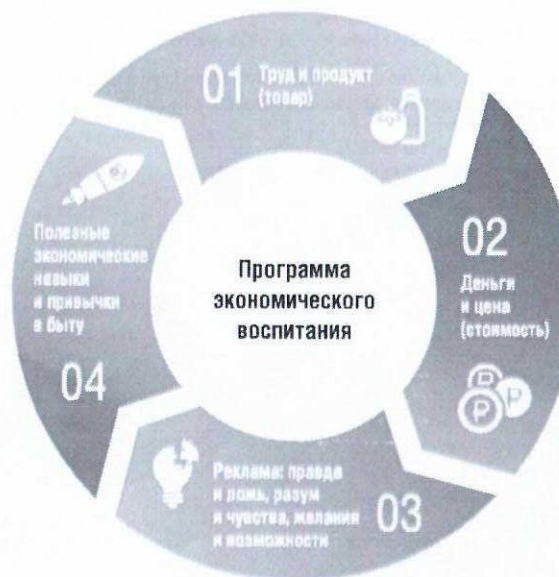 01
Труд и продукт
(товар)
02
Деньги
и цена
(стоимость)
Р
Р
Р
Реклама: правда
и ложь, разум
и чувства, желания
и возможности
03
Полезные
экономические
навыки
и привычки
в быту
04
Программа
экономического
воспитания